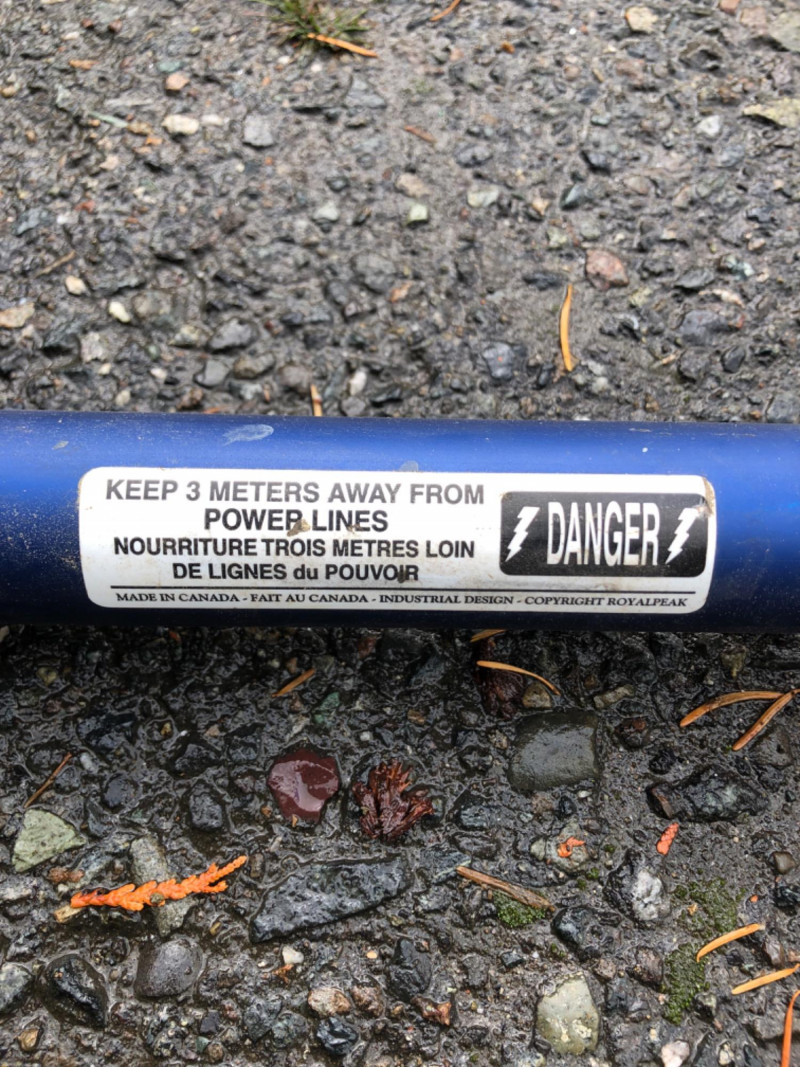 KEEP 3 METERS AWAY FROM
POWER LINES
NOURRITURE TROIS METRES LOIN
DE LIGNES du POUVOIR
DANGER
MADE IN CANADA - FAIT AU CANADA - INDUSTRIAL DESIGN - COPYRIGHT ROYALPEAK